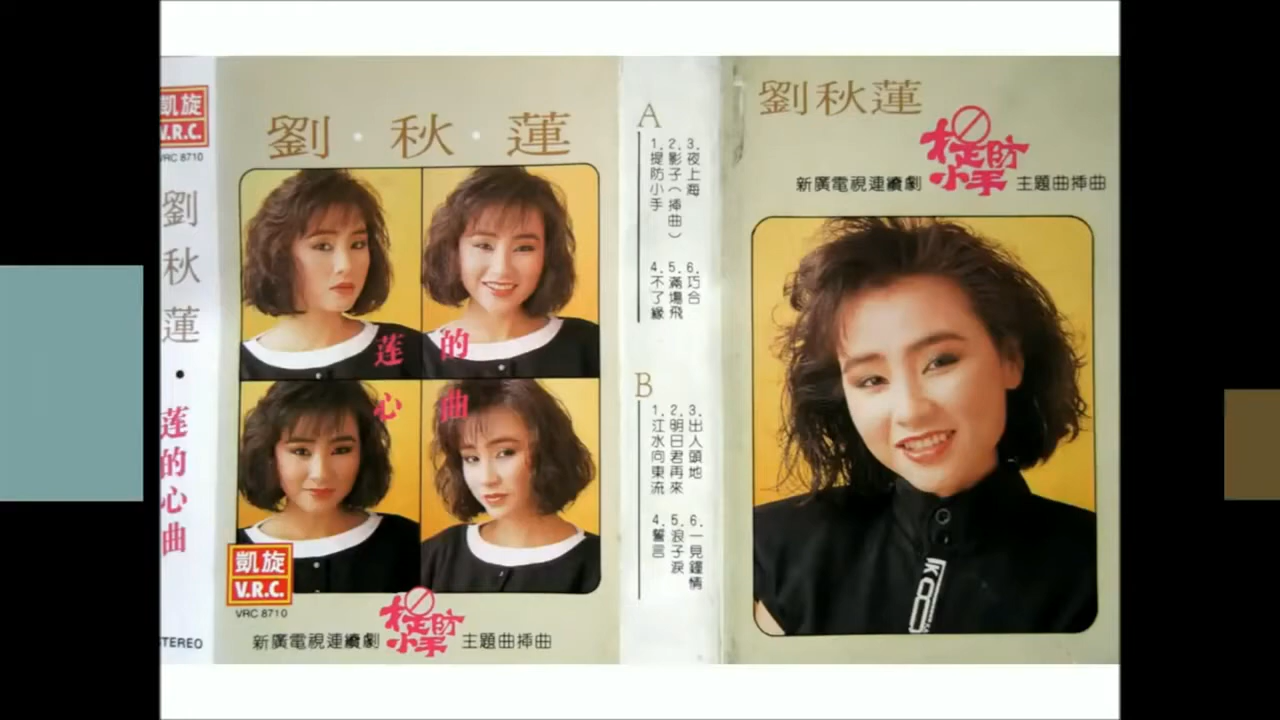 凱旋
V.R.C.
VRC 8710
劉秋蓮・莲的心曲
STEREO
劉・秋・蓮
莲的
心曲
凱旋
V.R.C.
VRC 8710
新廣電視連續劇 提防小手 主題曲揷曲
A
1.提防小手
2.影子(揷曲)
3.夜上海
4.不了緣
5.滿場飛
6.巧合
B
1.江水向東流
2.明日君再來
3.出人頭地
4.誓言
5.浪子淚
6.一見鍾情
劉秋蓮
新廣電視連續劇 提防小手 主題曲揷曲